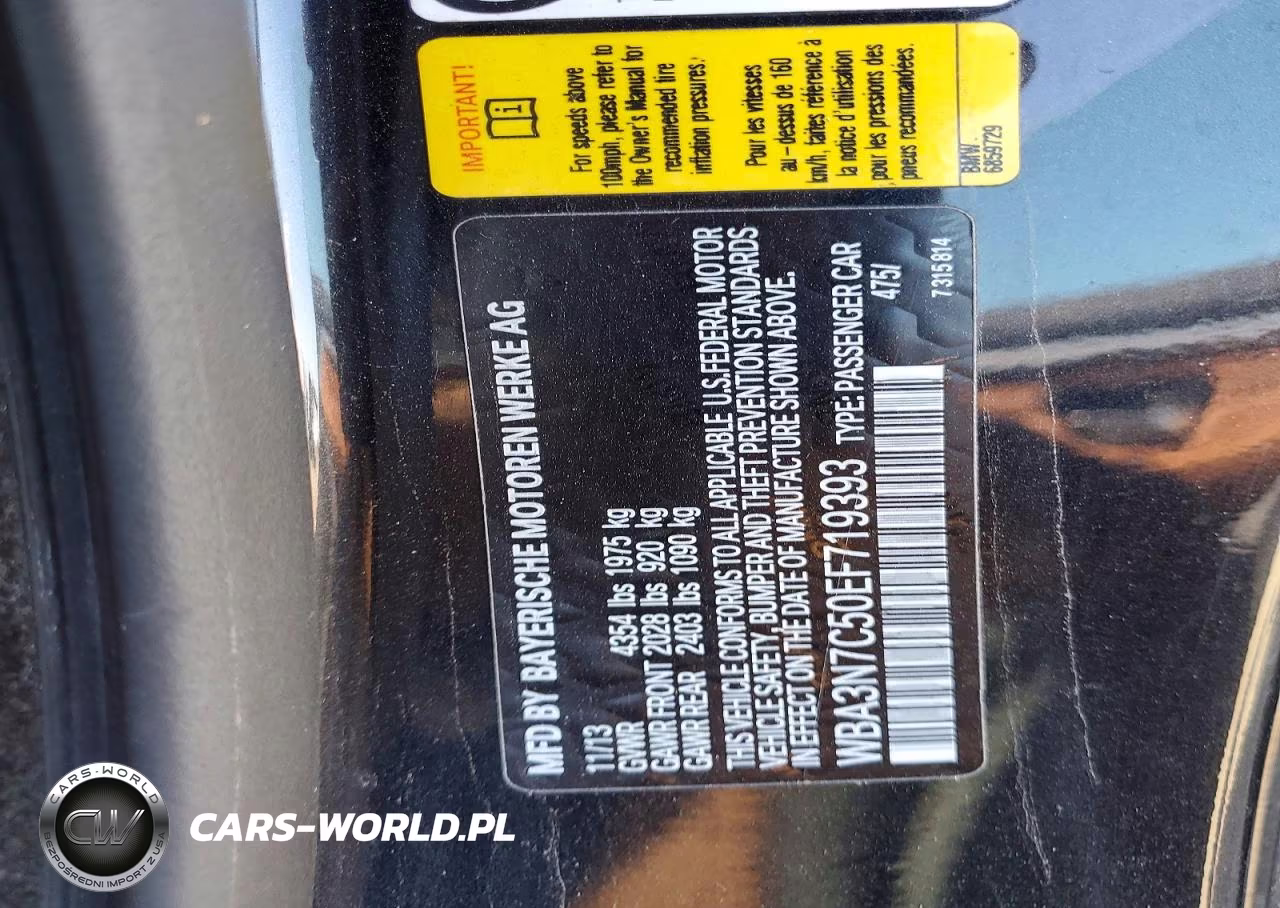 IMPORTANT!
i
For speeds above
100mph, please refer to
the Owner's Manual for
recommended tire
inflation pressures.
Pour les vitesses
au-dessus de 160
km/h, faites référence à
la notice d'utilisation
pour les pressions des
pneus recommandées.
BMW.
6859729
MFD BY BAYERISCHE MOTOREN WERKE AG
11/13
GWR 4354 lbs 1975 kg
GAWR FRONT 2028 lbs 920 kg
GAWR REAR 2403 lbs 1090 kg
THIS VEHICLE CONFORMS TO ALL APPLICABLE U.S. FEDERAL MOTOR
VEHICLE SAFETY, BUMPER AND THEFT PREVENTION STANDARDS
IN EFFECT ON THE DATE OF MANUFACTURE SHOWN ABOVE.
WBA3N7C50EF719393 TYPE: PASSENGER CAR
475/
7315814
CARS-WORLD
CW
BEZPOŚREDNI IMPORT Z USA
CARS-WORLD.PL